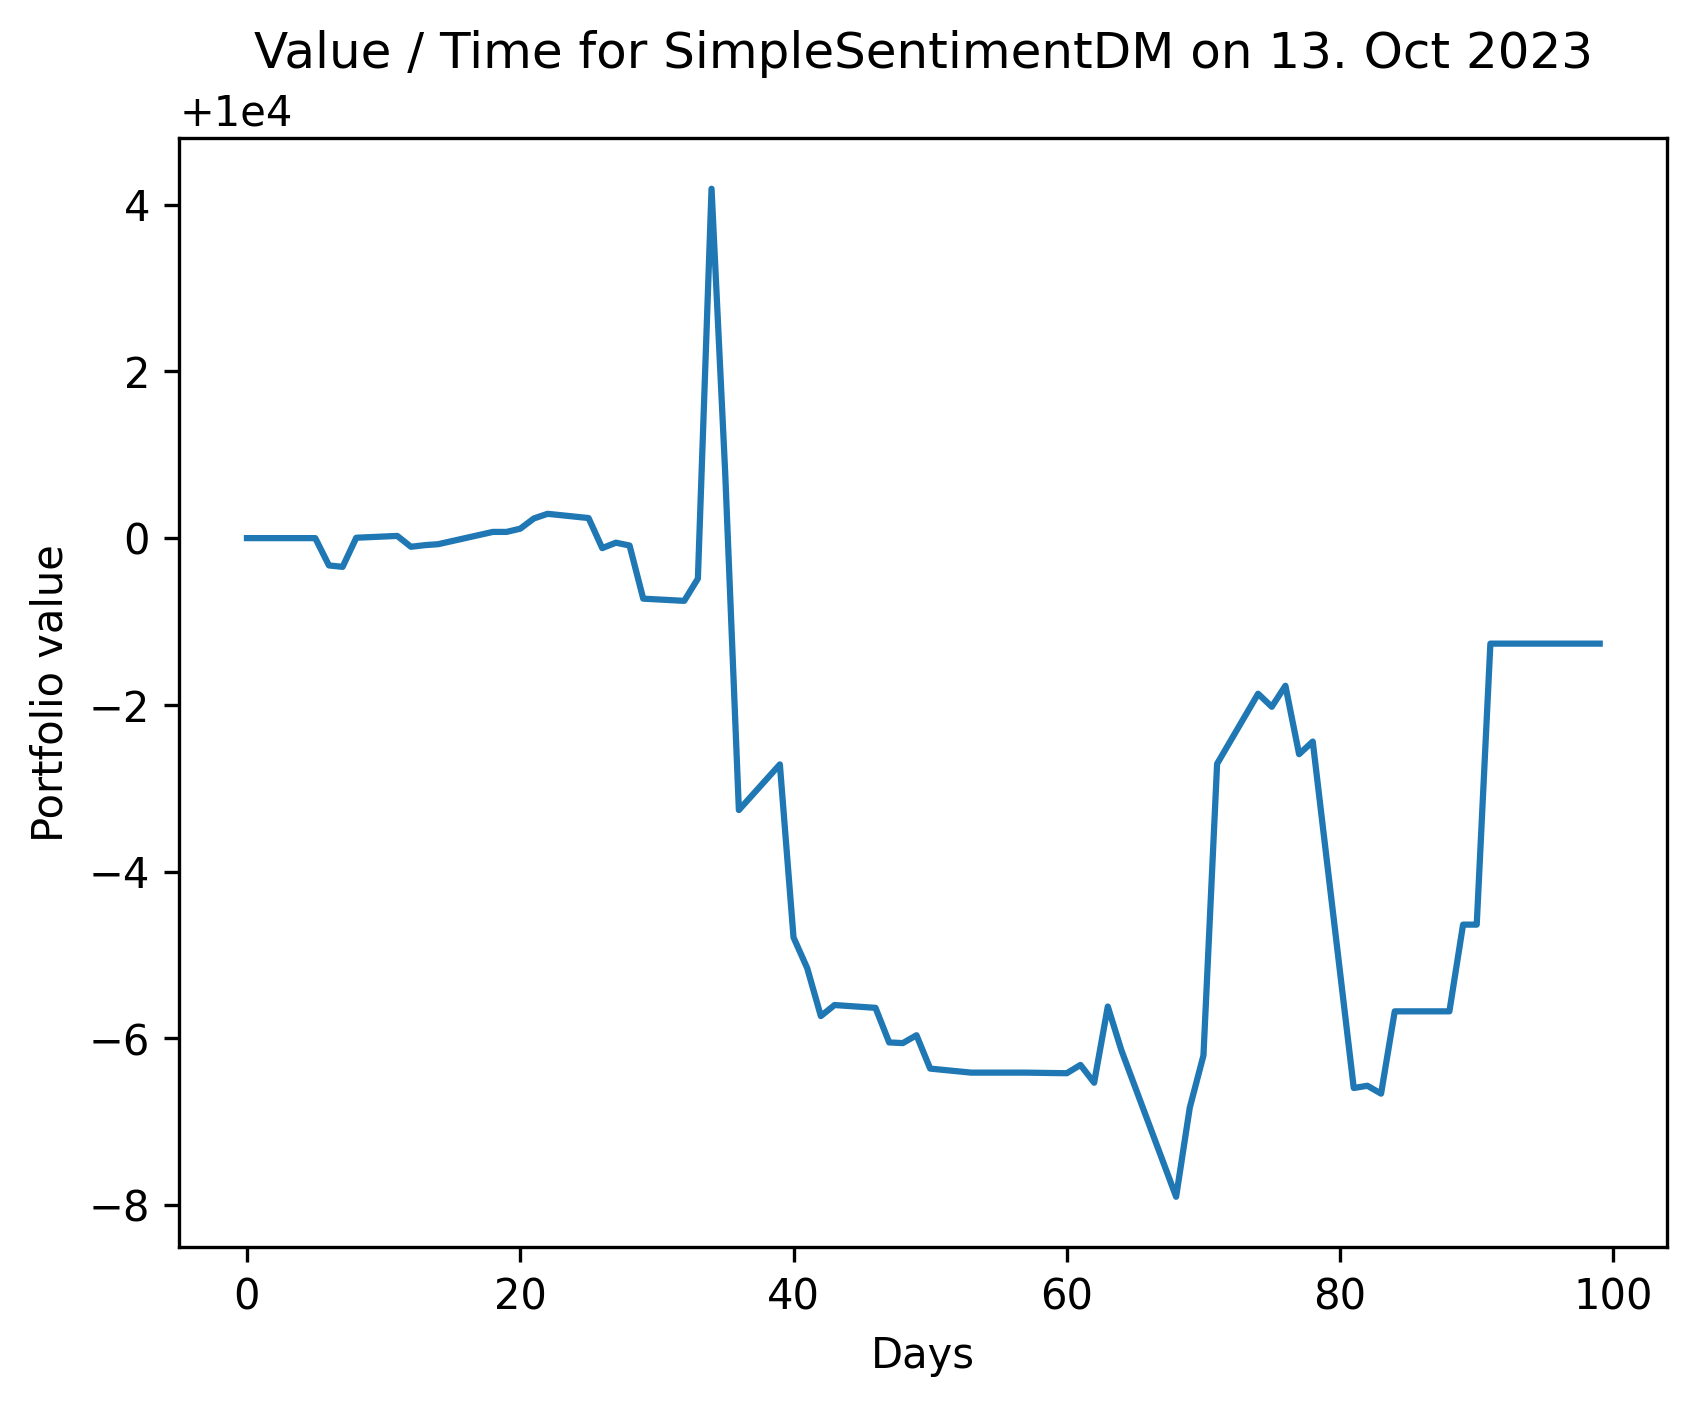 Value / Time for SimpleSentimentDM on 13. Oct 2023
+1e4
4
2
0
−2
−4
−6
−8
Portfolio value
0 20 40 60 80 100
Days